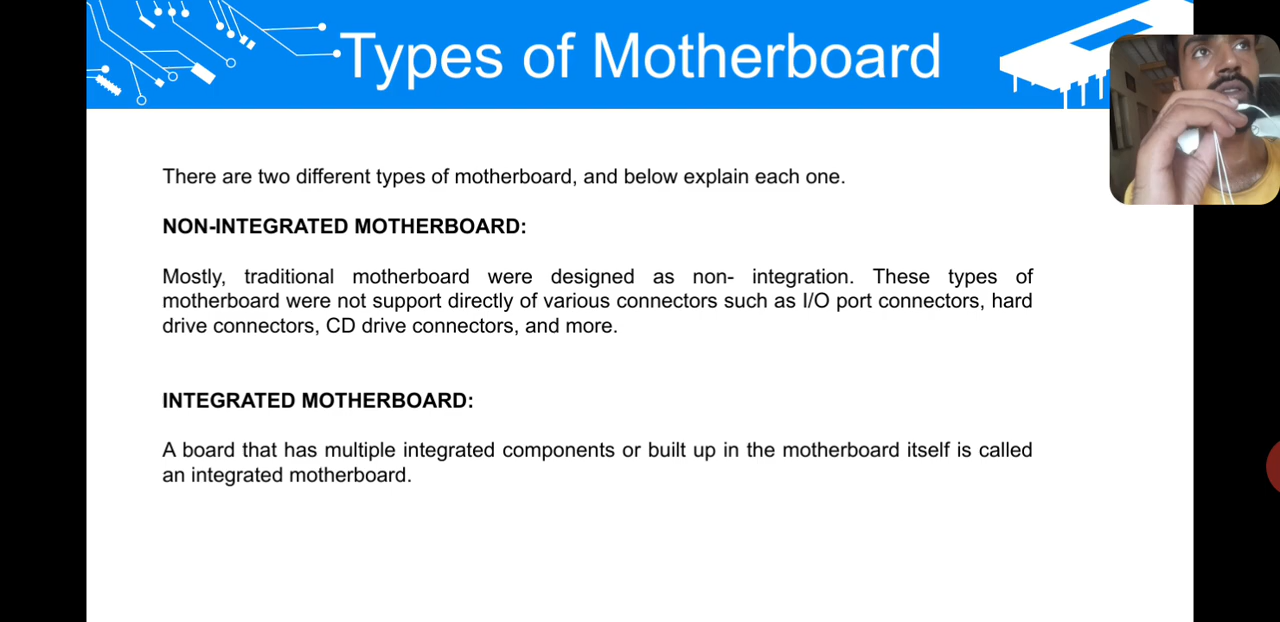 Types of Motherboard
There are two different types of motherboard, and below explain each one.
NON-INTEGRATED MOTHERBOARD:
Mostly, traditional motherboard were designed as non- integration. These types of
motherboard were not support directly of various connectors such as I/O port connectors, hard
drive connectors, CD drive connectors, and more.
INTEGRATED MOTHERBOARD:
A board that has multiple integrated components or built up in the motherboard itself is called
an integrated motherboard.